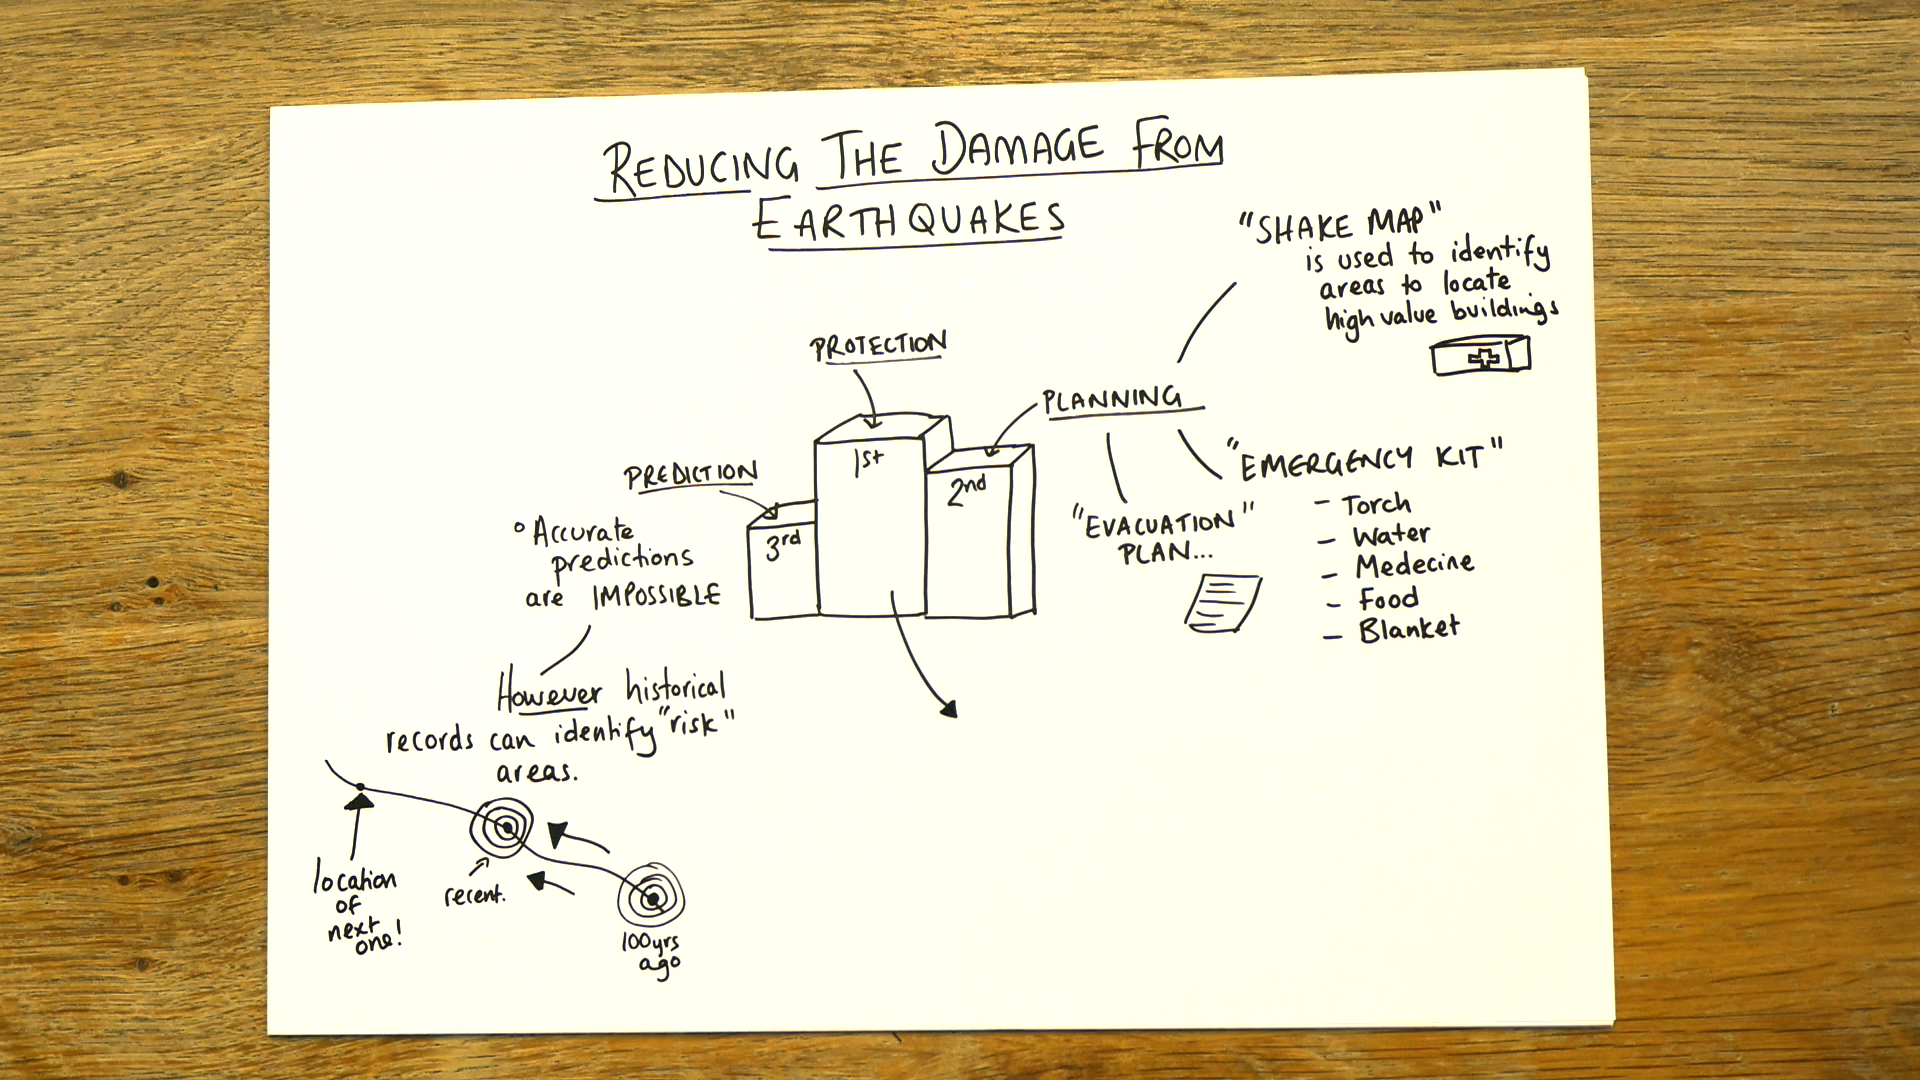 REDUCING THE DAMAGE FROM
EARTHQUAKES
"SHAKE MAP"
is used to identify
areas to locate
high value buildings
PROTECTION
PLANNING
1st
2nd
3rd
PREDICTION
° Accurate
predictions
are IMPOSSIBLE
However historical
records can identify "risk"
areas.
location
of
next
one!
recent.
100yrs
ago
"EVACUATION"
PLAN...
"EMERGENCY KIT"
- Torch
- Water
- Medecine
- Food
- Blanket